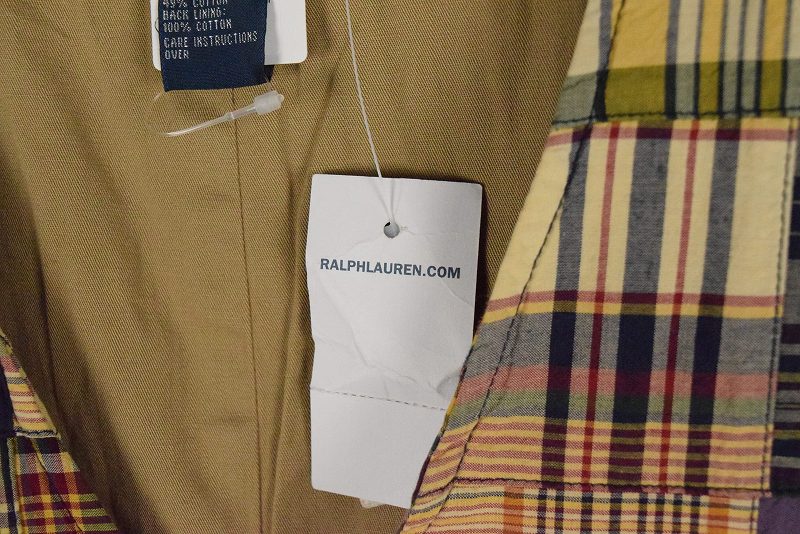 49% COTTON
BACK LINING:
100% COTTON
CARE INSTRUCTIONS
OVER
RALPHLAUREN.COM